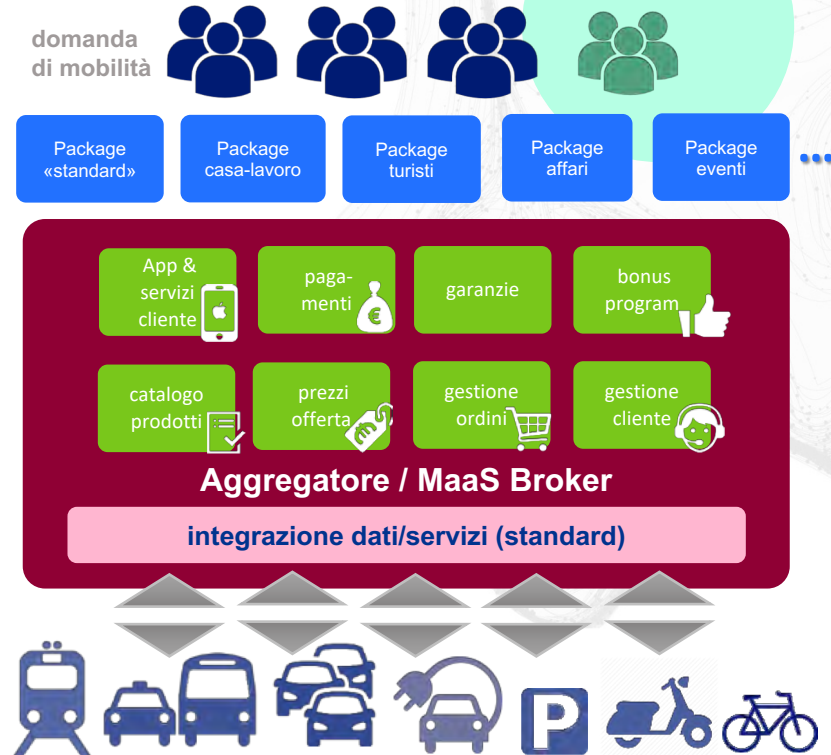 domanda
di mobilità
Package
«standard»
Package
casa-lavoro
Package
turisti
Package
affari
Package
eventi
App &
servizi
cliente
paga-
menti
€
garanzie
bonus
program
catalogo
prodotti
prezzi
offerta
€
gestione
ordini
gestione
cliente
Aggregatore / MaaS Broker
integrazione dati/servizi (standard)
P